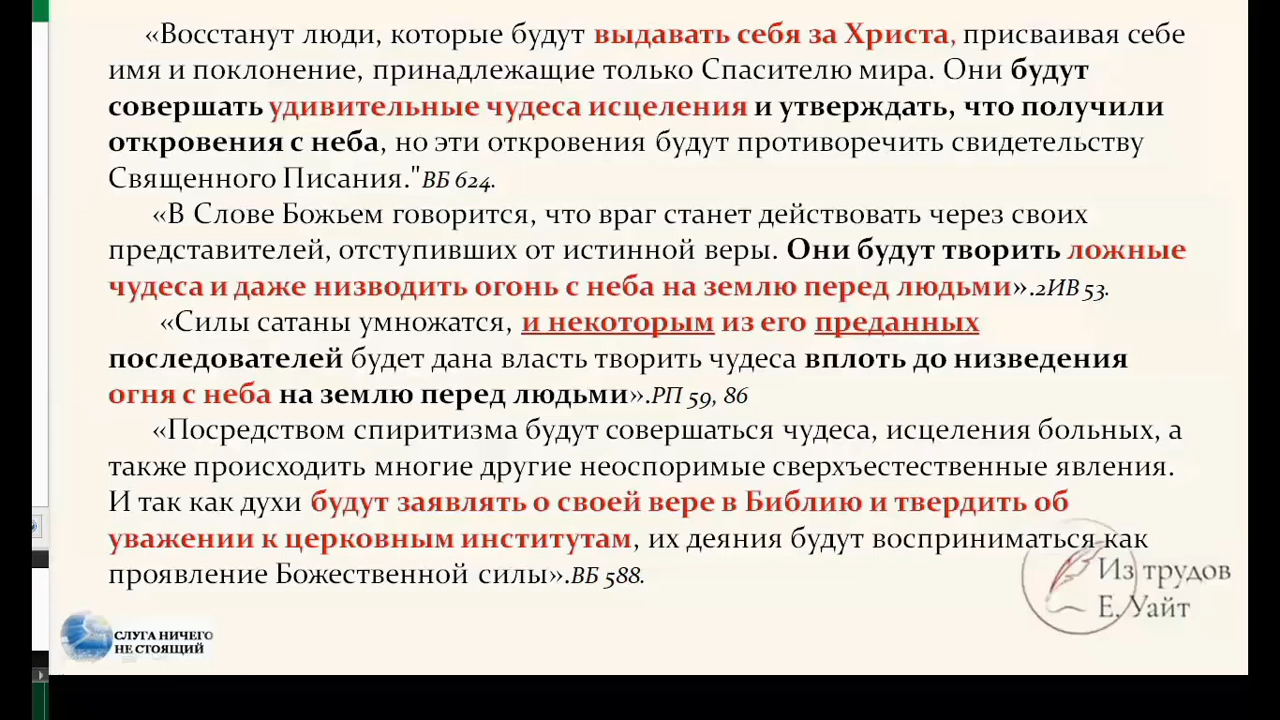 «Восстанут люди, которые будут выдавать себя за Христа, присваивая себе
имя и поклонение, принадлежащие только Спасителю мира. Они будут
совершать удивительные чудеса исцеления и утверждать, что получили
откровения с неба, но эти откровения будут противоречить свидетельству
Священного Писания."ВБ 624.
«В Слове Божьем говорится, что враг станет действовать через своих
представителей, отступивших от истинной веры. Они будут творить ложные
чудеса и даже низводить огонь с неба на землю перед людьми».2ИВ 53.
«Силы сатаны умножатся, и некоторым из его преданных
последователей будет дана власть творить чудеса вплоть до низведения
огня с неба на землю перед людьми».РП 59, 86
«Посредством спиритизма будут совершаться чудеса, исцеления больных, а
также происходить многие другие неоспоримые сверхъестественные явления.
И так как духи будут заявлять о своей вере в Библию и твердить об
уважении к церковным институтам, их деяния будут восприниматься как
проявление Божественной силы».ВБ 588.
Из трудов
Е. Уайт
СЛУГА НИЧЕГО
НЕ СТОЯЩИЙ